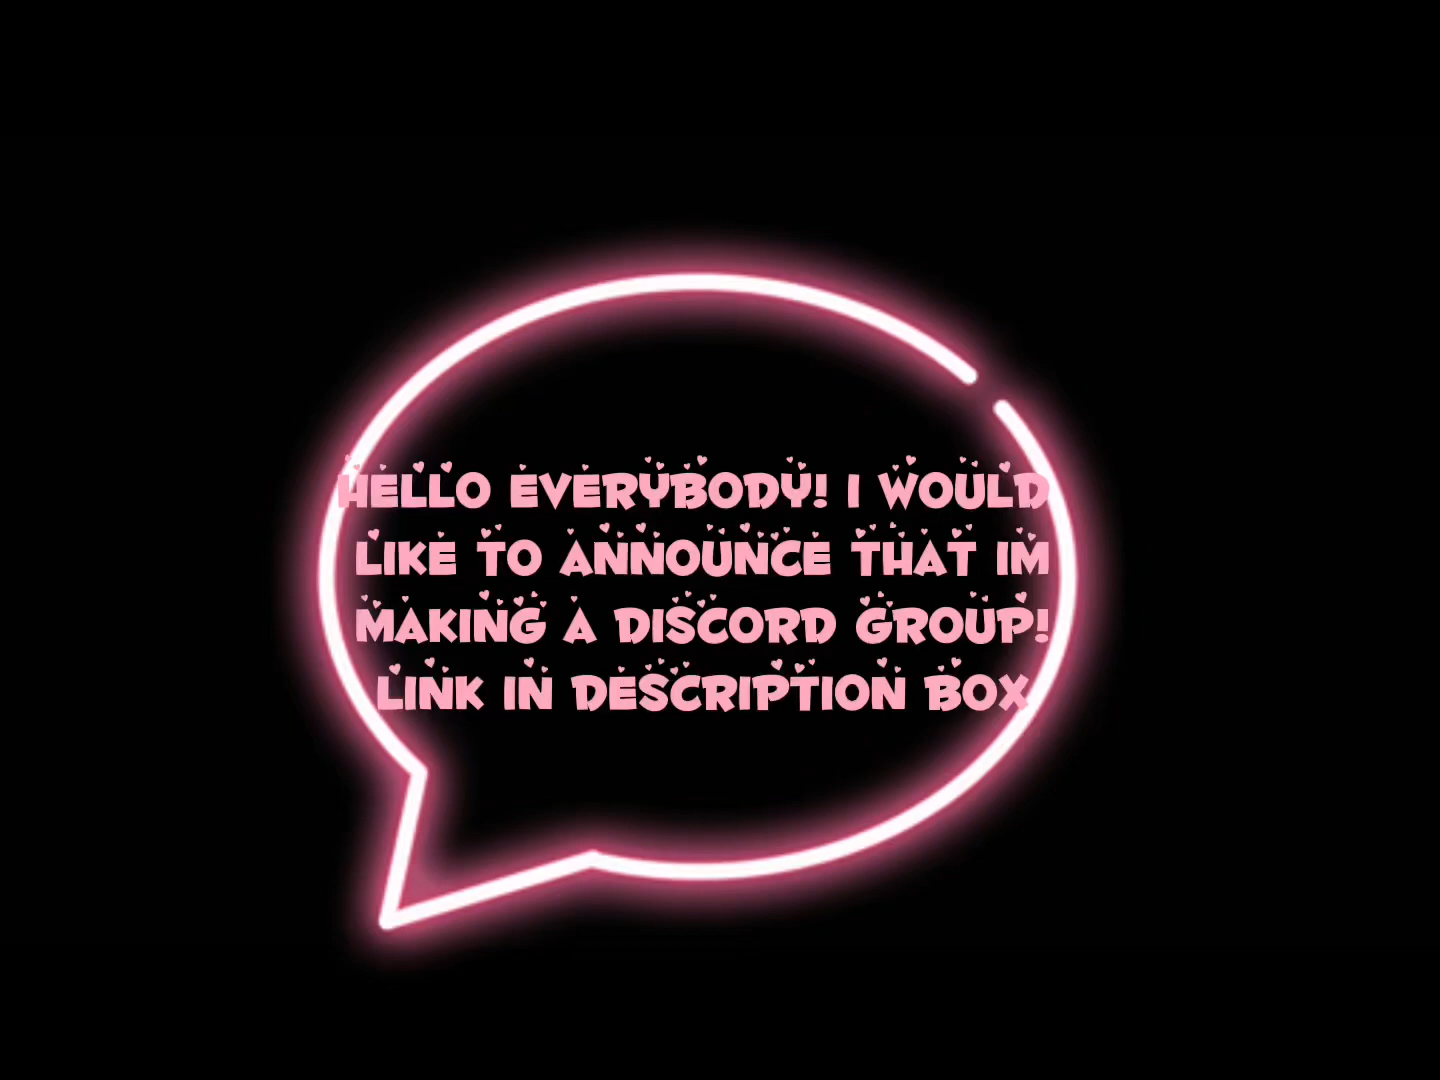 HELLO EVERYBODY! I WOULD
LIKE TO ANNOUNCE THAT IM
MAKING A DISCORD GROUP!
LINK IN DESCRIPTION BOX